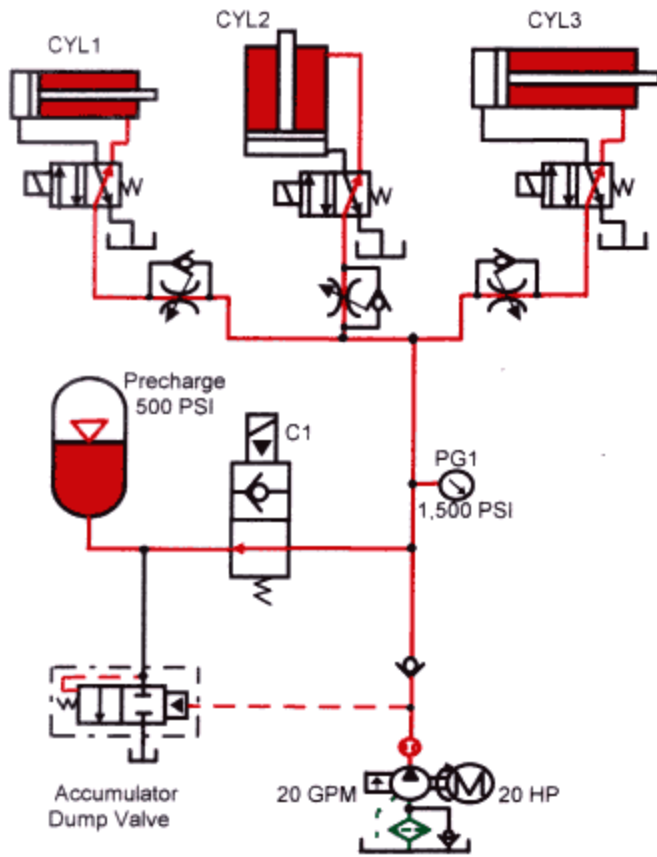 CYL1
CYL2
CYL3
Precharge
500 PSI
C1
PG1
1,500 PSI
20 GPM
M
20 HP
Accumulator
Dump Valve